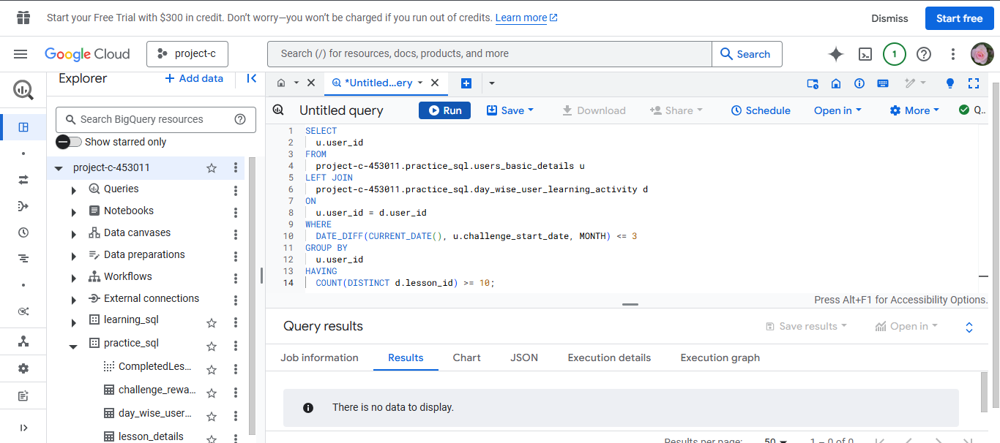 Start your Free Trial with $300 in credit. Don't worry—you won't be charged if you run out of credits. Learn more
Dismiss
Start free
Google Cloud
project-c
Search (/) for resources, docs, products, and more
Search
1
Explorer
+ Add data
*Untitled...ery
Search BigQuery resources
Untitled query
Run
Save
Download
Share
Schedule
Open in
More
Q..
Show starred only
project-c-453011
Queries
Notebooks
Data canvases
Data preparations
Workflows
External connections
learning_sql
practice_sql
CompletedLes...
challenge_rewa...
day_wise_user...
lesson_details
1 SELECT
2 u.user_id
3 FROM
4 project-c-453011.practice_sql.users_basic_details u
5 LEFT JOIN
6 project-c-453011.practice_sql.day_wise_user_learning_activity d
7 ON
8 u.user_id = d.user_id
9 WHERE
10 DATE_DIFF(CURRENT_DATE(), u.challenge_start_date, MONTH) <= 3
11 GROUP BY
12 u.user_id
13 HAVING
14 COUNT(DISTINCT d.lesson_id) >= 10;
Press Alt+F1 for Accessibility Options.
Query results
Save results
Open in
Job information
Results
Chart
JSON
Execution details
Execution graph
There is no data to display.
Results per page:
50
1 – 0 of 0